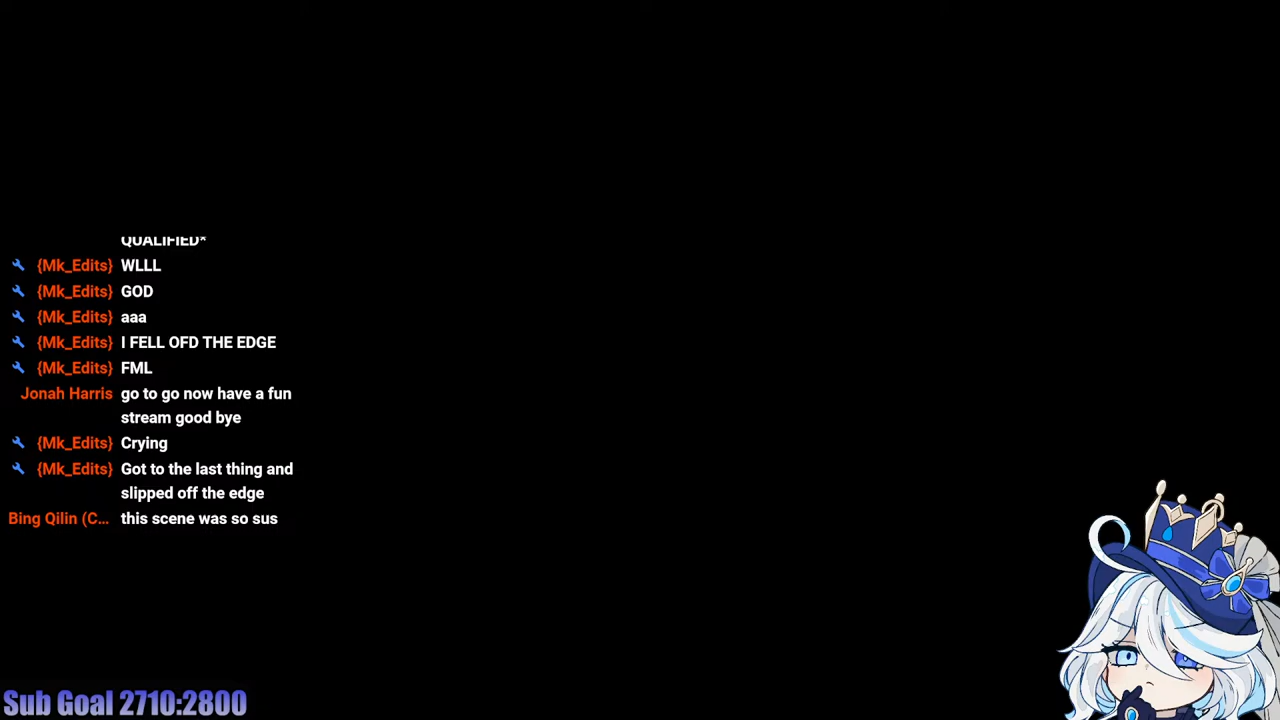 QUALIFIED*
{Mk_Edits} WLLL
{Mk_Edits} GOD
{Mk_Edits} aaa
{Mk_Edits} I FELL OFD THE EDGE
{Mk_Edits} FML
Jonah Harris go to go now have a fun
stream good bye
{Mk_Edits} Crying
{Mk_Edits} Got to the last thing and
slipped off the edge
Bing Qilin (C... this scene was so sus
Sub Goal 2710:2800